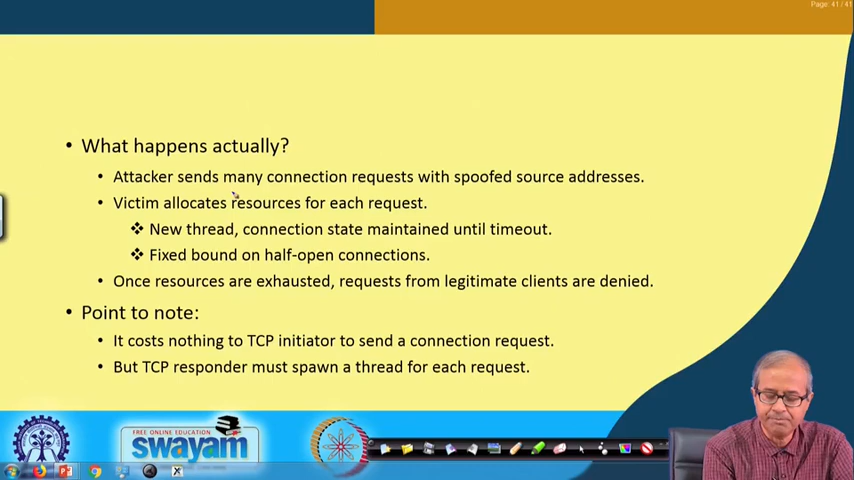 Page: 41 / 41
• What happens actually?
• Attacker sends many connection requests with spoofed source addresses.
• Victim allocates resources for each request.
❖ New thread, connection state maintained until timeout.
❖ Fixed bound on half-open connections.
• Once resources are exhausted, requests from legitimate clients are denied.
• Point to note:
• It costs nothing to TCP initiator to send a connection request.
• But TCP responder must spawn a thread for each request.
FREE ONLINE EDUCATION
swayam